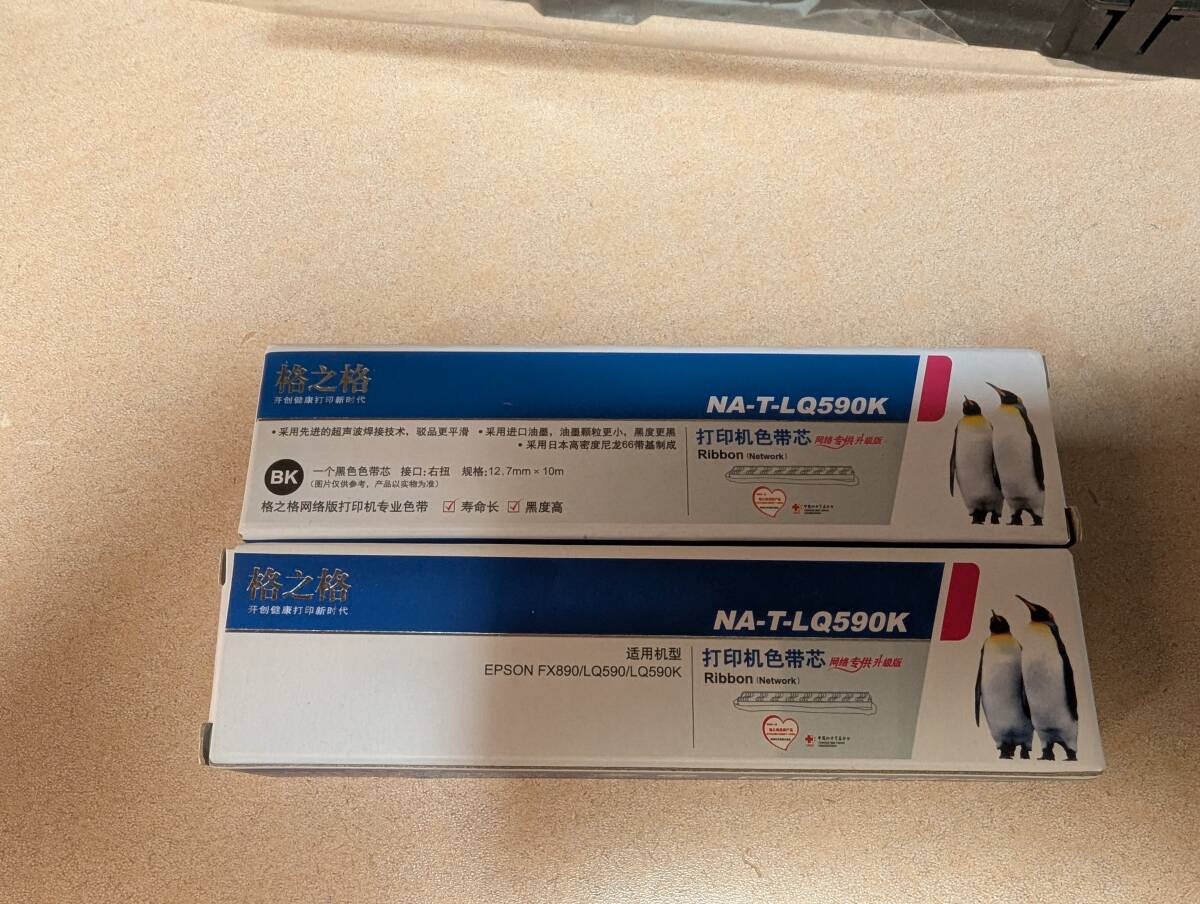 格之格
开创健康打印新时代
NA-T-LQ590K
•采用先进的超声波焊接技术，驳品更平滑 •采用进口油墨，油墨颗粒更小，黑度更黑
•采用日本高密度尼龙66带基制成
BK
一个黑色色带芯 接口:右扭 规格:12.7mm×10m
(图片仅供参考，产品以实物为准)
格之格网络版打印机专业色带 ☑ 寿命长 ☑ 黑度高
打印机色带芯 网络专供升级版
Ribbon (Network)
格之格
开创健康打印新时代
NA-T-LQ590K
适用机型
EPSON FX890/LQ590/LQ590K
打印机色带芯 网络专供升级版
Ribbon (Network)